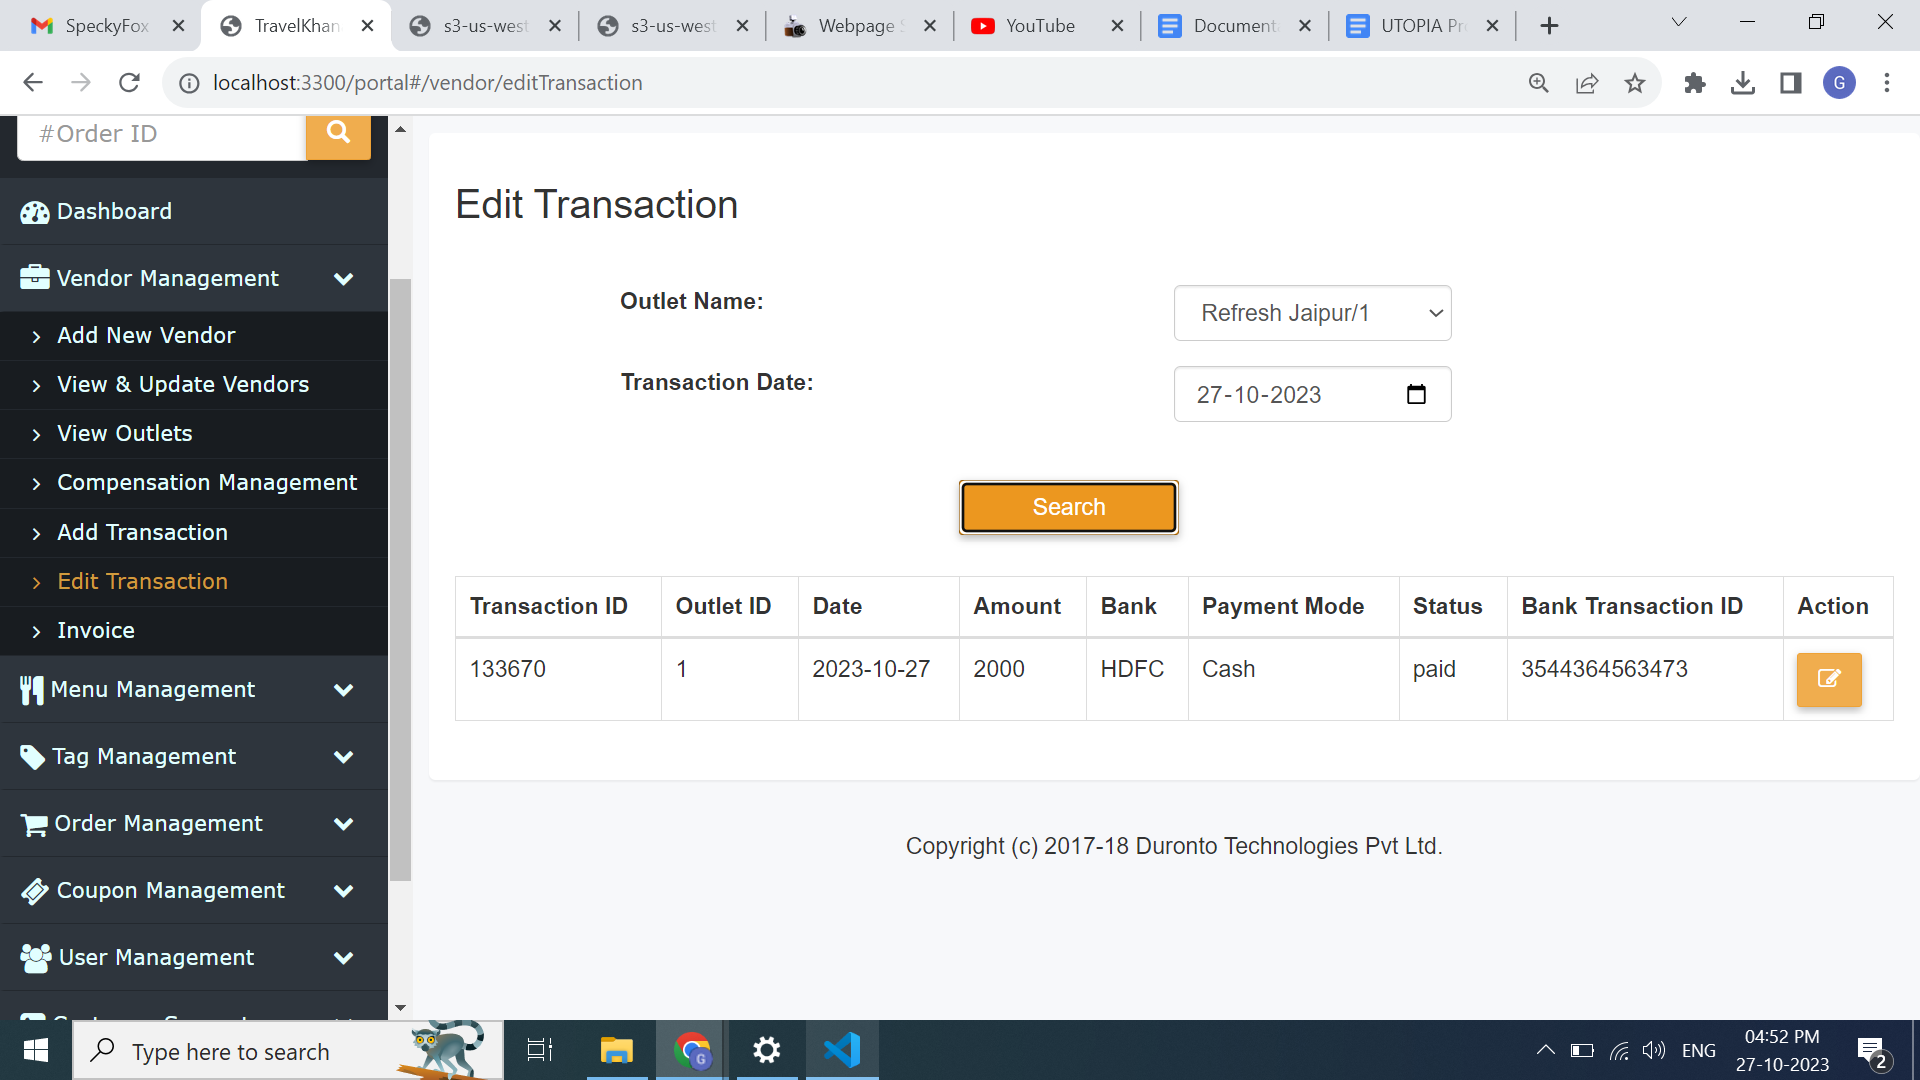 SpeckyFox
TravelKhan
s3-us-west
s3-us-west
Webpage S
YouTube
Document
UTOPIA Pr
localhost:3300/portal#/vendor/editTransaction
G
#Order ID
Dashboard
Vendor Management
Add New Vendor
View & Update Vendors
View Outlets
Compensation Management
Add Transaction
Edit Transaction
Invoice
Menu Management
Tag Management
Order Management
Coupon Management
User Management
Edit Transaction
Outlet Name:
Refresh Jaipur/1
Transaction Date:
27-10-2023
Search
Transaction ID Outlet ID Date Amount Bank Payment Mode Status Bank Transaction ID Action
133670 1 2023-10-27 2000 HDFC Cash paid 3544364563473
Copyright (c) 2017-18 Duronto Technologies Pvt Ltd.
Type here to search
G
ENG
04:52 PM
27-10-2023
2